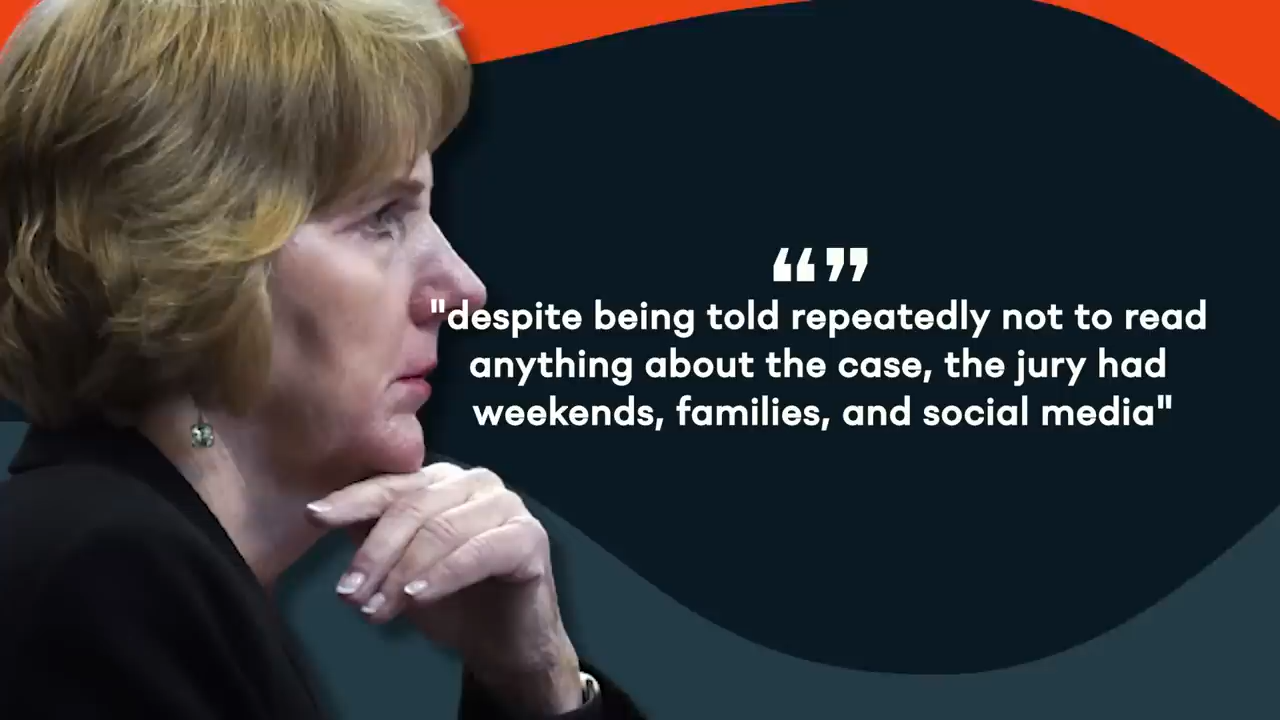 “”
"despite being told repeatedly not to read
anything about the case, the jury had
weekends, families, and social media"